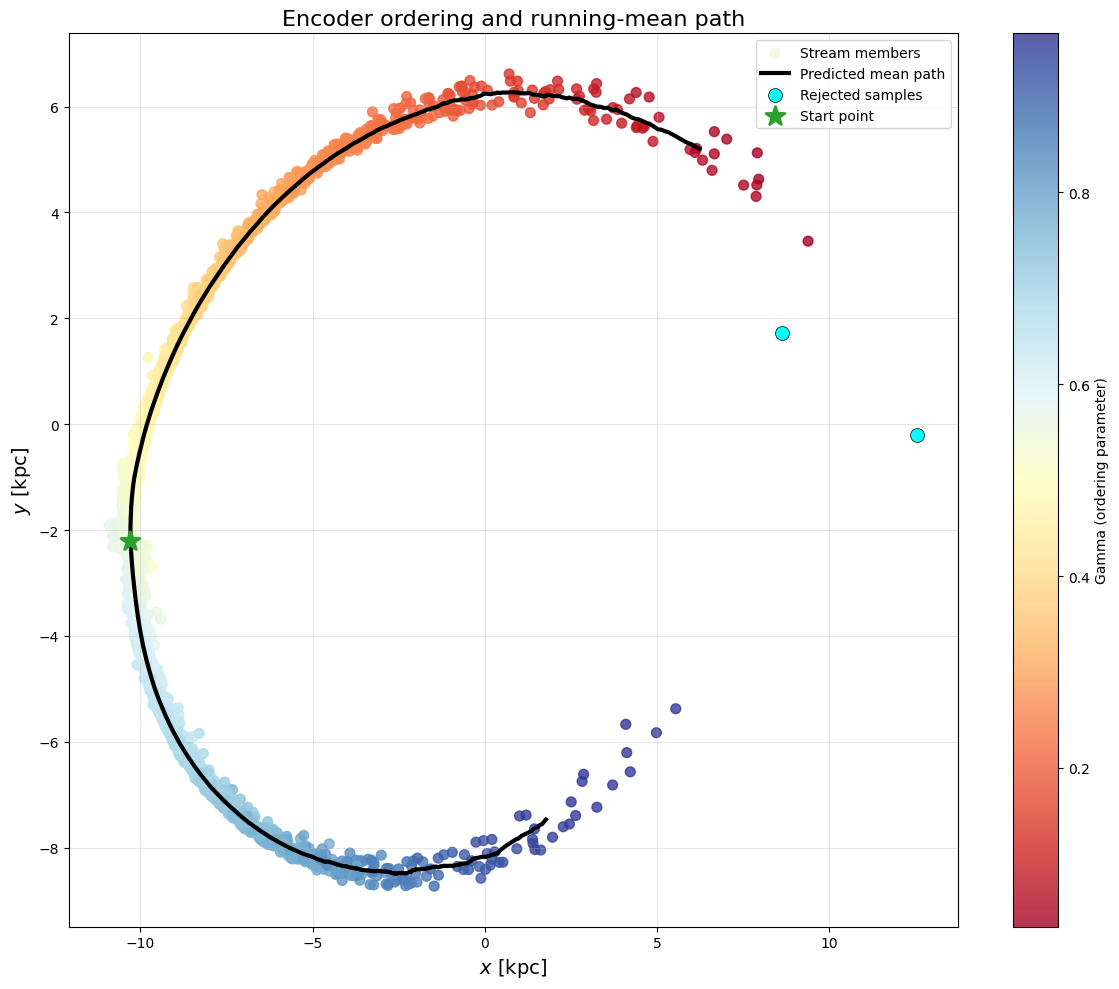 Encoder ordering and running-mean path
Stream members
Predicted mean path
Rejected samples
Start point
6
4
2
0
−2
−4
−6
−8
y [kpc]
−10
−5
0
5
10
x [kpc]
0.8
0.6
0.4
0.2
Gamma (ordering parameter)